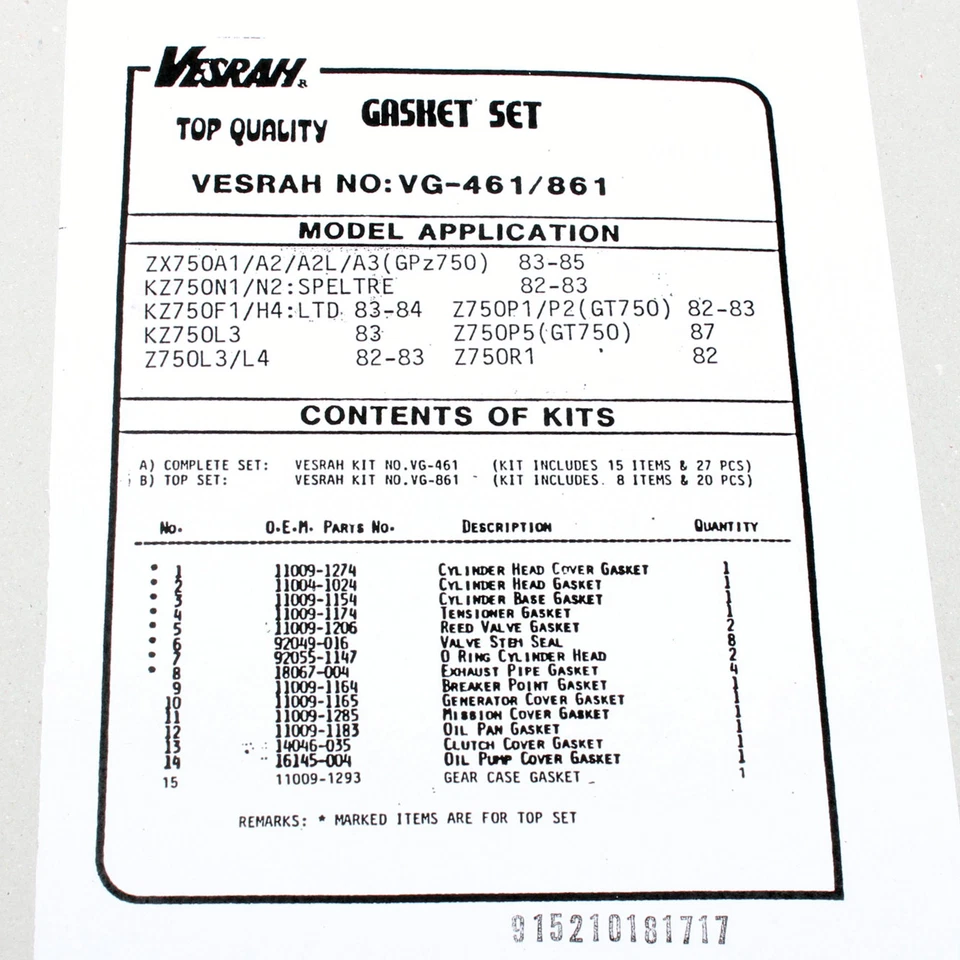 VESRAH®
TOP QUALITY GASKET SET
VESRAH NO:VG-461/861
MODEL APPLICATION
ZX750A1/A2/A2L/A3(GPz750) 83-85
KZ750N1/N2:SPELTRE 82-83
KZ750F1/H4:LTD 83-84 Z750P1/P2(GT750) 82-83
KZ750L3 83 Z750P5(GT750) 87
Z750L3/L4 82-83 Z750R1 82
CONTENTS OF KITS
A) COMPLETE SET: VESRAH KIT NO.VG-461 (KIT INCLUDES 15 ITEMS & 27 PCS)
B) TOP SET: VESRAH KIT NO.VG-861 (KIT INCLUDES. 8 ITEMS & 20 PCS)
NO. O.E.M. PARTS NO. DESCRIPTION QUANTITY
• 1 11009-1274 CYLINDER HEAD COVER GASKET 1
• 2 11004-1024 CYLINDER HEAD GASKET 1
• 3 11009-1154 CYLINDER BASE GASKET 1
• 4 11009-1174 TENSIONER GASKET 1
• 5 11009-1206 REED VALVE GASKET 2
• 6 92049-016 VALVE STEM SEAL 8
• 7 92055-1147 O RING CYLINDER HEAD 2
• 8 18067-004 EXHAUST PIPE GASKET 4
9 11009-1164 BREAKER POINT GASKET 1
10 11009-1165 GENERATOR COVER GASKET 1
11 11009-1285 MISSION COVER GASKET 1
12 11009-1183 OIL PAN GASKET 1
13 14046-035 CLUTCH COVER GASKET 1
14 16145-004 OIL PUMP COVER GASKET 1
15 11009-1293 GEAR CASE GASKET 1
REMARKS: * MARKED ITEMS ARE FOR TOP SET
915210181717